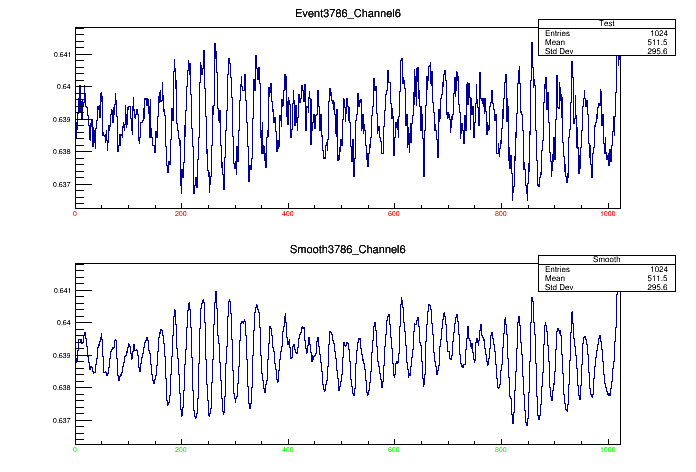 Event3786_Channel6
Test
Entries 1024
Mean 511.5
Std Dev 295.6
0.641
0.64
0.639
0.638
0.637
0 200 400 600 800 1000
Smooth3786_Channel6
Smooth
Entries 1024
Mean 511.5
Std Dev 295.6
0.641
0.64
0.639
0.638
0.637
0 200 400 600 800 1000